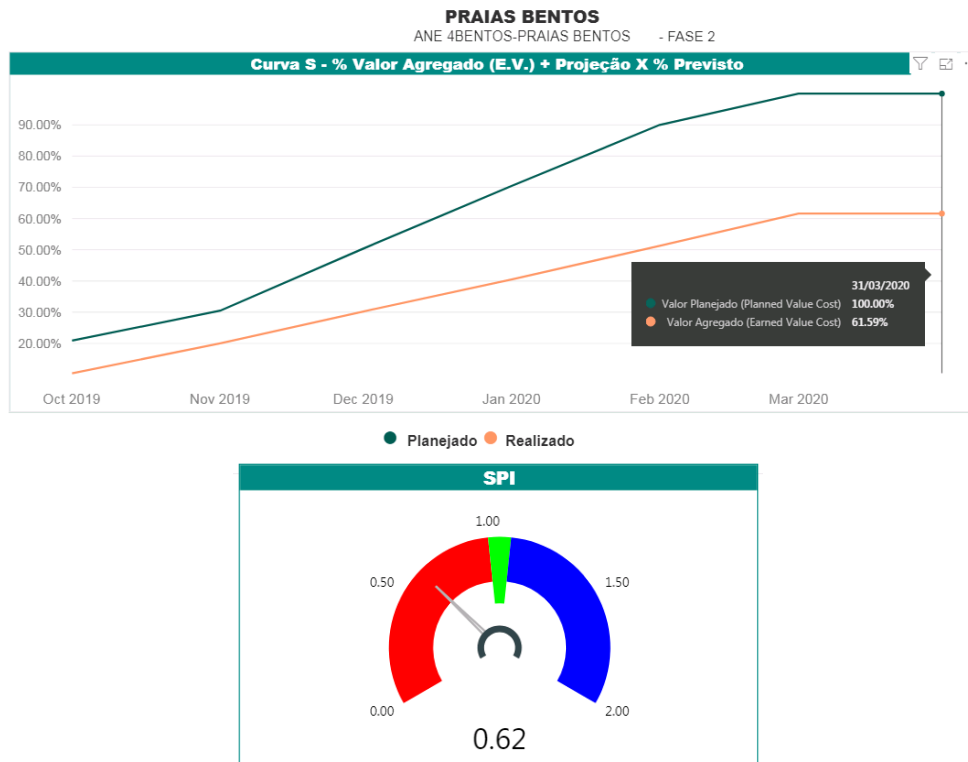 PRAIAS BENTOS
ANE 4BENTOS-PRAIAS BENTOS - FASE 2
Curva S - % Valor Agregado (E.V.) + Projeção X % Previsto
90.00%
80.00%
70.00%
60.00%
50.00%
40.00%
30.00%
20.00%
31/03/2020
Valor Planejado (Planned Value Cost) 100.00%
Valor Agregado (Earned Value Cost) 61.59%
Oct 2019 Nov 2019 Dec 2019 Jan 2020 Feb 2020 Mar 2020
Planejado Realizado
SPI
1.00
0.50 1.50
0.00 2.00
0.62